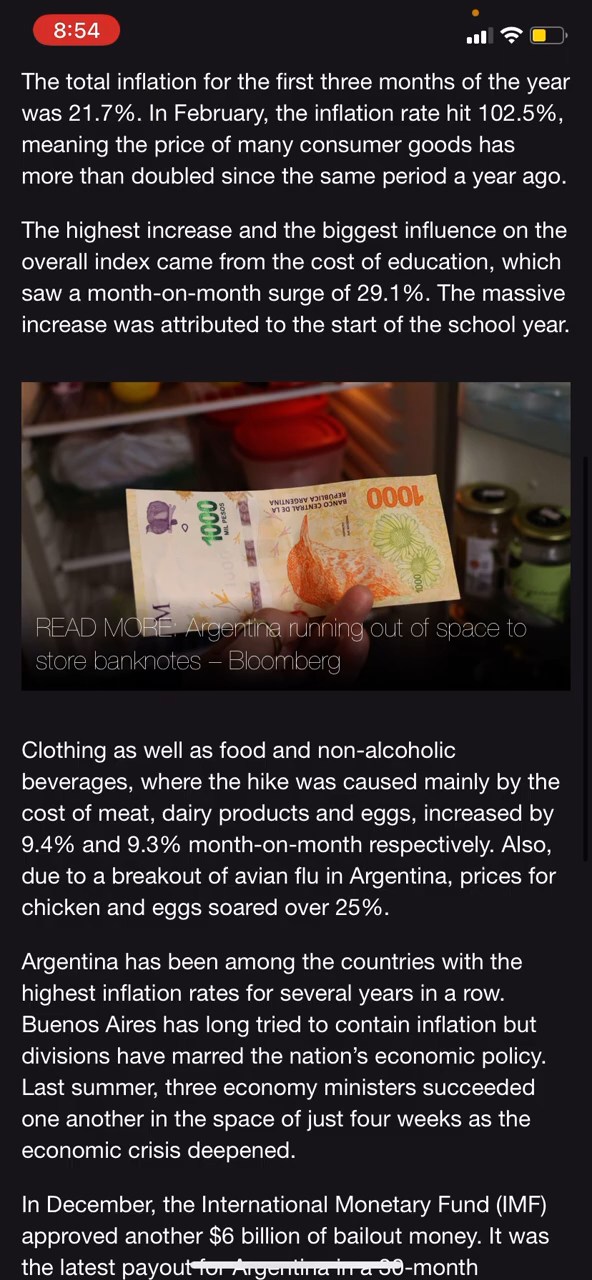 8:54
The total inflation for the first three months of the year
was 21.7%. In February, the inflation rate hit 102.5%,
meaning the price of many consumer goods has
more than doubled since the same period a year ago.
The highest increase and the biggest influence on the
overall index came from the cost of education, which
saw a month-on-month surge of 29.1%. The massive
increase was attributed to the start of the school year.
1000
MIL PESOS
BANCO CENTRAL DE LA
REPÚBLICA ARGENTINA
1000
1000
READ MORE: Argentina running out of space to
store banknotes – Bloomberg
Clothing as well as food and non-alcoholic
beverages, where the hike was caused mainly by the
cost of meat, dairy products and eggs, increased by
9.4% and 9.3% month-on-month respectively. Also,
due to a breakout of avian flu in Argentina, prices for
chicken and eggs soared over 25%.
Argentina has been among the countries with the
highest inflation rates for several years in a row.
Buenos Aires has long tried to contain inflation but
divisions have marred the nation's economic policy.
Last summer, three economy ministers succeeded
one another in the space of just four weeks as the
economic crisis deepened.
In December, the International Monetary Fund (IMF)
approved another $6 billion of bailout money. It was
the latest payout for Argentina in a 30-month